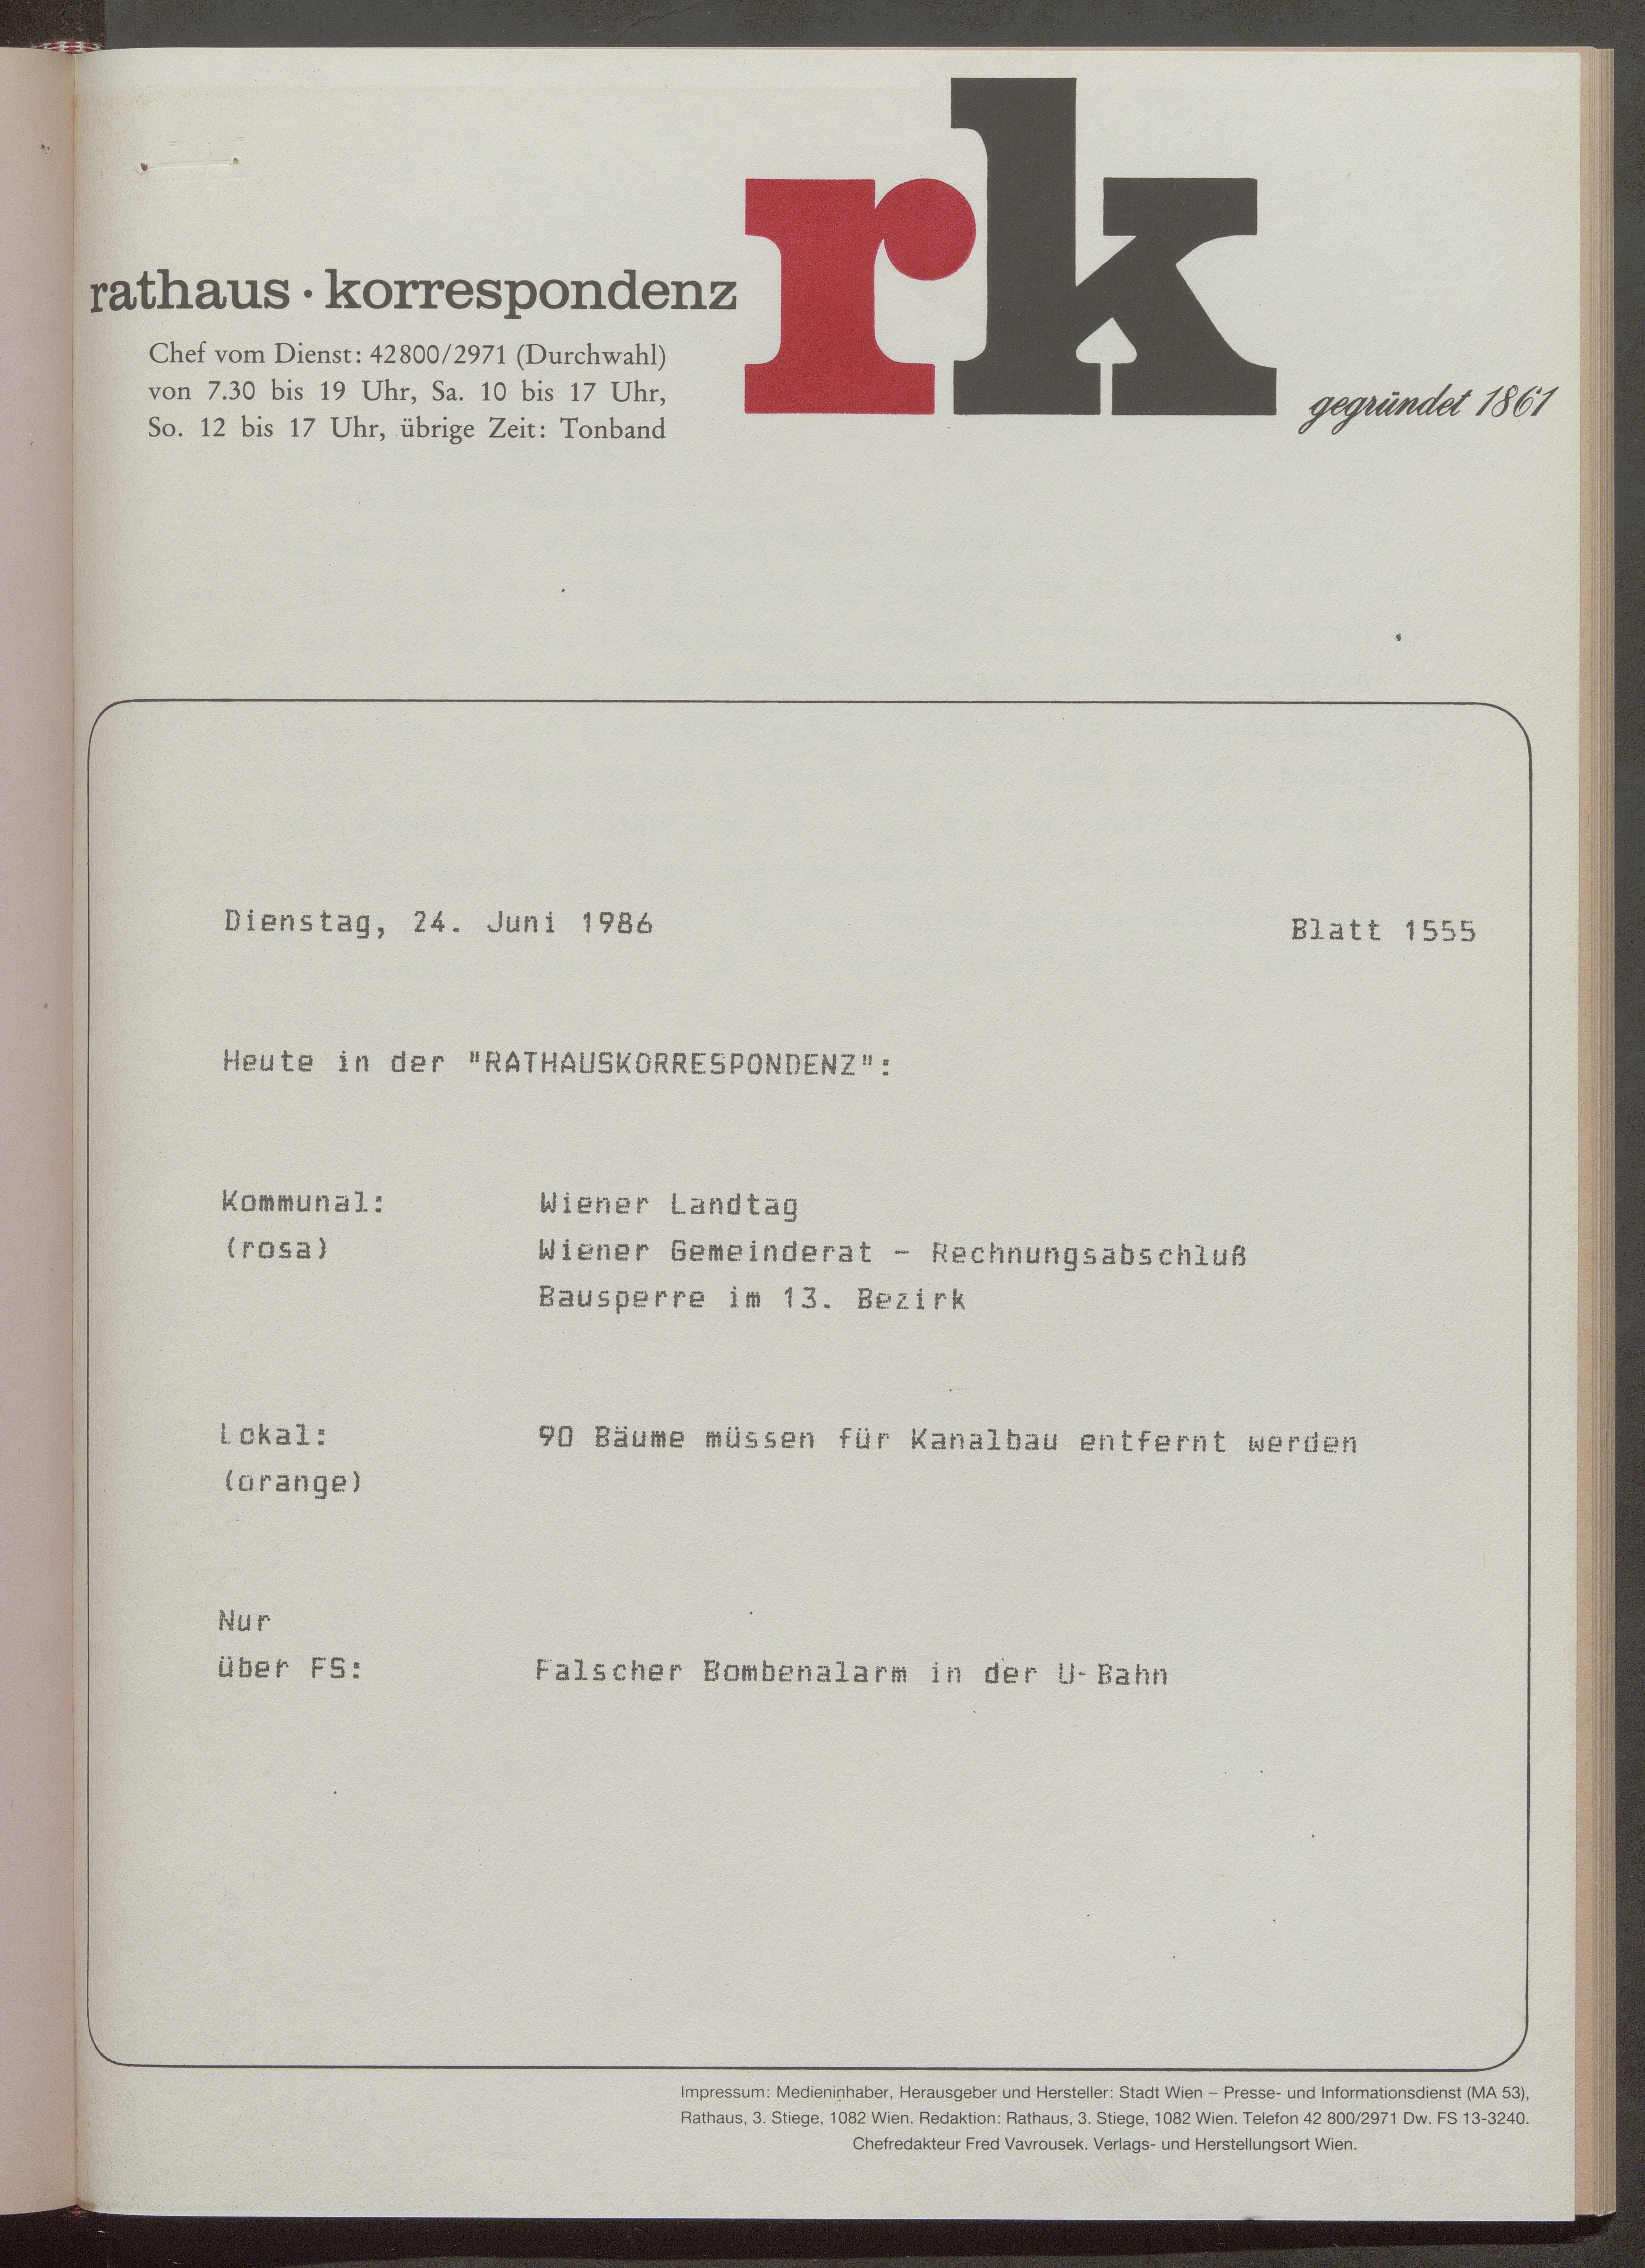 rk
rathaus · korrespondenz
Chef vom Dienst: 42800/2971 (Durchwahl)
von 7.30 bis 19 Uhr, Sa. 10 bis 17 Uhr,
So. 12 bis 17 Uhr, übrige Zeit: Tonband
gegründet 1861
Dienstag, 24. Juni 1986 Blatt 1555
Heute in der "RATHAUSKORRESPONDENZ":
Kommunal: Wiener Landtag
(rosa) Wiener Gemeinderat - Rechnungsabschluß
Bausperre im 13. Bezirk
Lokal: 90 Bäume müssen für Kanalbau entfernt werden
(orange)
Nur
über FS: Falscher Bombenalarm in der U-Bahn
Impressum: Medieninhaber, Herausgeber und Hersteller: Stadt Wien – Presse- und Informationsdienst (MA 53),
Rathaus, 3. Stiege, 1082 Wien. Redaktion: Rathaus, 3. Stiege, 1082 Wien. Telefon 42 800/2971 Dw. FS 13-3240.
Chefredakteur Fred Vavrousek. Verlags- und Herstellungsort Wien.